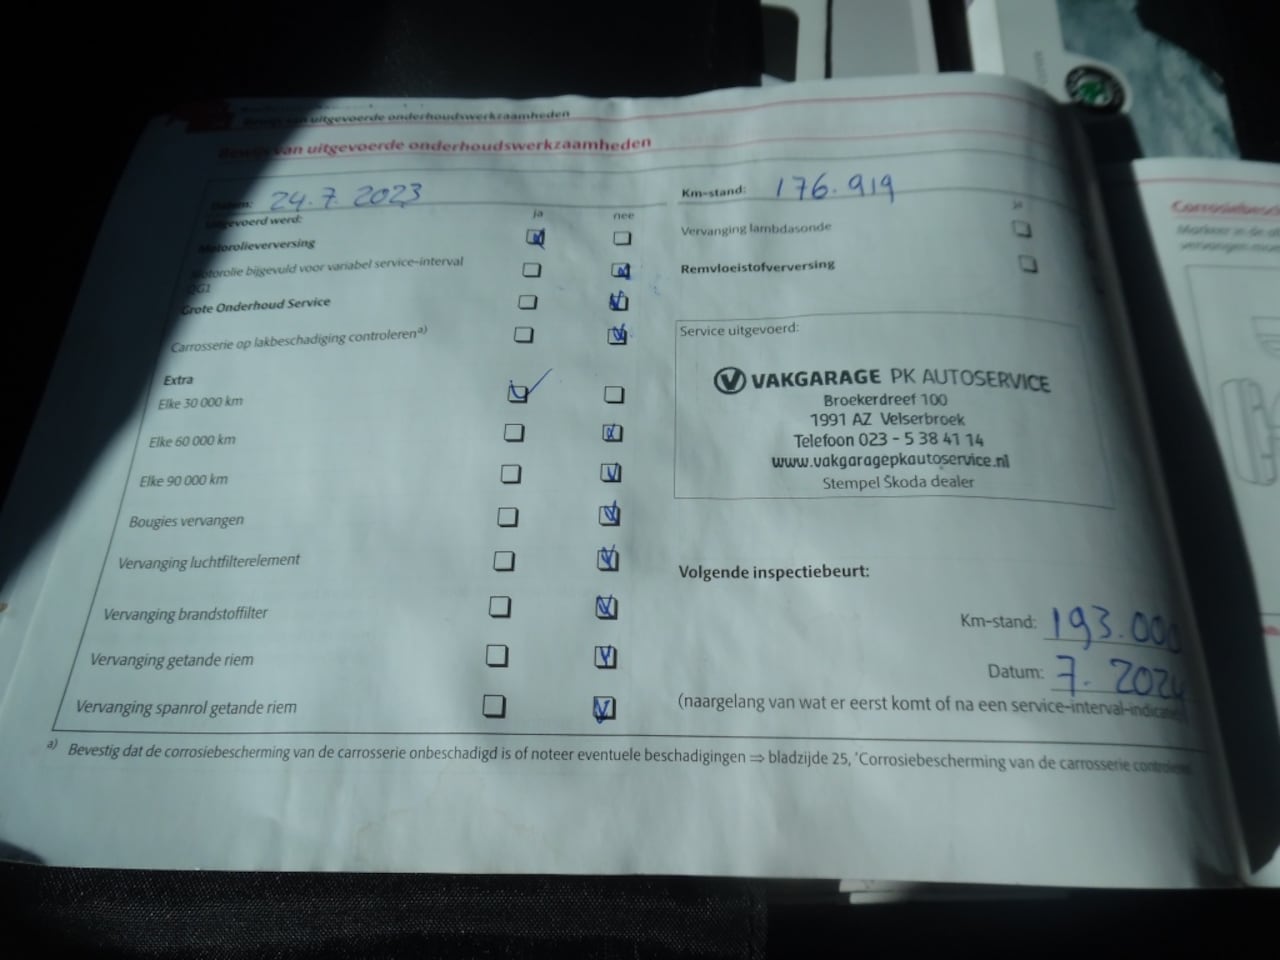 Bewijs van uitgevoerde onderhoudswerkzaamheden
Bewijs van uitgevoerde onderhoudswerkzaamheden
Datum: 24.7.2023
Km-stand: 176.919
Uitgevoerd werd:
ja nee
ja
Motorolieverversing
Vervanging lambdasonde
Motorolie bijgevuld voor variabel service-interval
QG1
Remvloeistofverversing
Grote Onderhoud Service
Carrosserie op lakbeschadiging controleren a)
Service uitgevoerd:
Extra
Elke 30 000 km
Elke 60 000 km
Elke 90 000 km
Bougies vervangen
Vervanging luchtfilterelement
Vervanging brandstoffilter
Vervanging getande riem
Vervanging spanrol getande riem
VAKGARAGE PK AUTOSERVICE
Broekerdreef 100
1991 AZ Velserbroek
Telefoon 023 - 5 38 41 14
www.vakgaragepkautoservice.nl
Stempel Škoda dealer
Volgende inspectiebeurt:
Km-stand: 193.000
Datum: 7. 2024
(naargelang van wat er eerst komt of na een service-interval-indicatie)
a) Bevestig dat de corrosiebescherming van de carrosserie onbeschadigd is of noteer eventuele beschadigingen ⇒ bladzijde 25, "Corrosiebescherming van de carrosserie